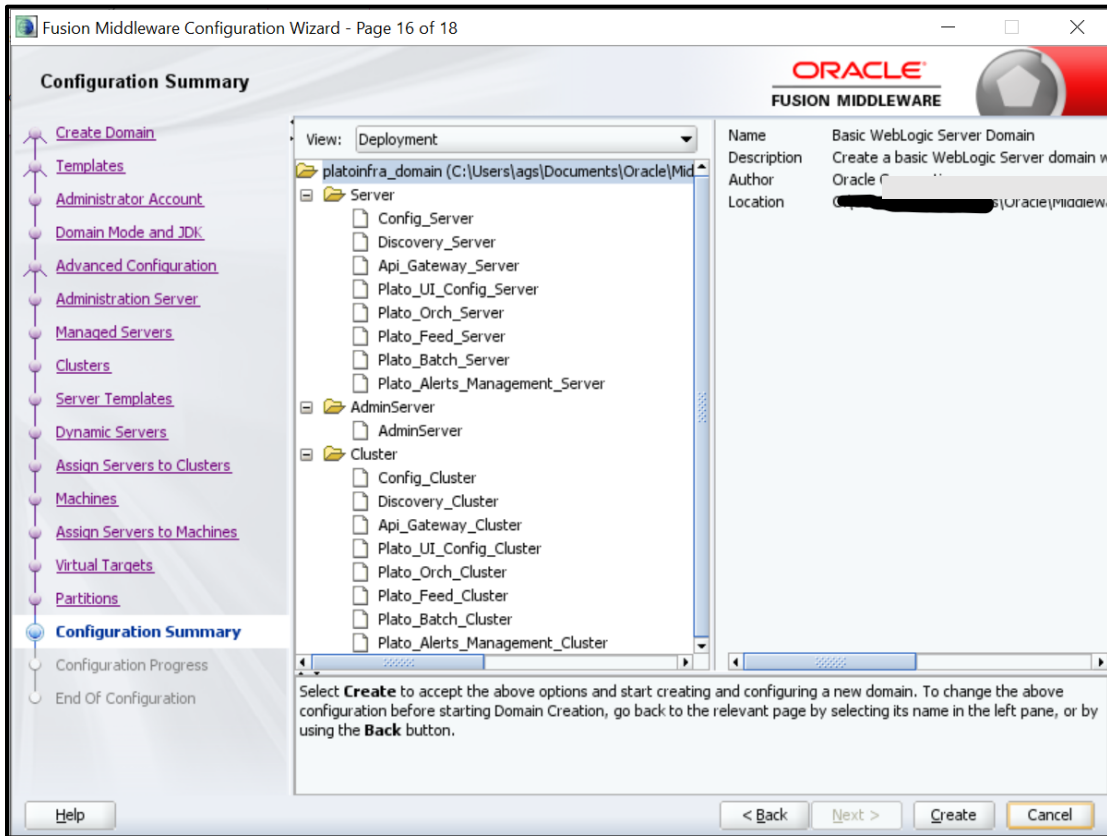 Fusion Middleware Configuration Wizard - Page 16 of 18
Configuration Summary
ORACLE
FUSION MIDDLEWARE
Create Domain
Templates
Administrator Account
Domain Mode and JDK
Advanced Configuration
Administration Server
Managed Servers
Clusters
Server Templates
Dynamic Servers
Assign Servers to Clusters
Machines
Assign Servers to Machines
Virtual Targets
Partitions
Configuration Summary
Configuration Progress
End Of Configuration
View: Deployment
platoinfra_domain (C:\Users\ags\Documents\Oracle\Mid
Server
Config_Server
Discovery_Server
Api_Gateway_Server
Plato_UI_Config_Server
Plato_Orch_Server
Plato_Feed_Server
Plato_Batch_Server
Plato_Alerts_Management_Server
AdminServer
AdminServer
Cluster
Config_Cluster
Discovery_Cluster
Api_Gateway_Cluster
Plato_UI_Config_Cluster
Plato_Orch_Cluster
Plato_Feed_Cluster
Plato_Batch_Cluster
Plato_Alerts_Management_Cluster
Name Basic WebLogic Server Domain
Description Create a basic WebLogic Server domain w
Author Oracle
Location s\Oracle\Middlewa
Select Create to accept the above options and start creating and configuring a new domain. To change the above
configuration before starting Domain Creation, go back to the relevant page by selecting its name in the left pane, or by
using the Back button.
Help
< Back Next > Create Cancel